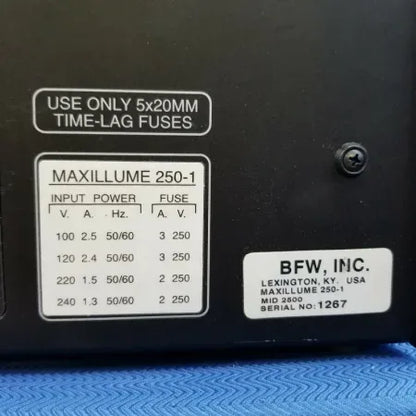 USE ONLY 5x20MM
TIME-LAG FUSES
MAXILLUME 250-1
INPUT POWER FUSE
V. A. Hz. A. V.
100 2.5 50/60 3 250
120 2.4 50/60 3 250
220 1.5 50/60 2 250
240 1.3 50/60 2 250
BFW, INC.
LEXINGTON, KY. USA
MAXILLUME 250-1
MID 2500
SERIAL NO: 1267